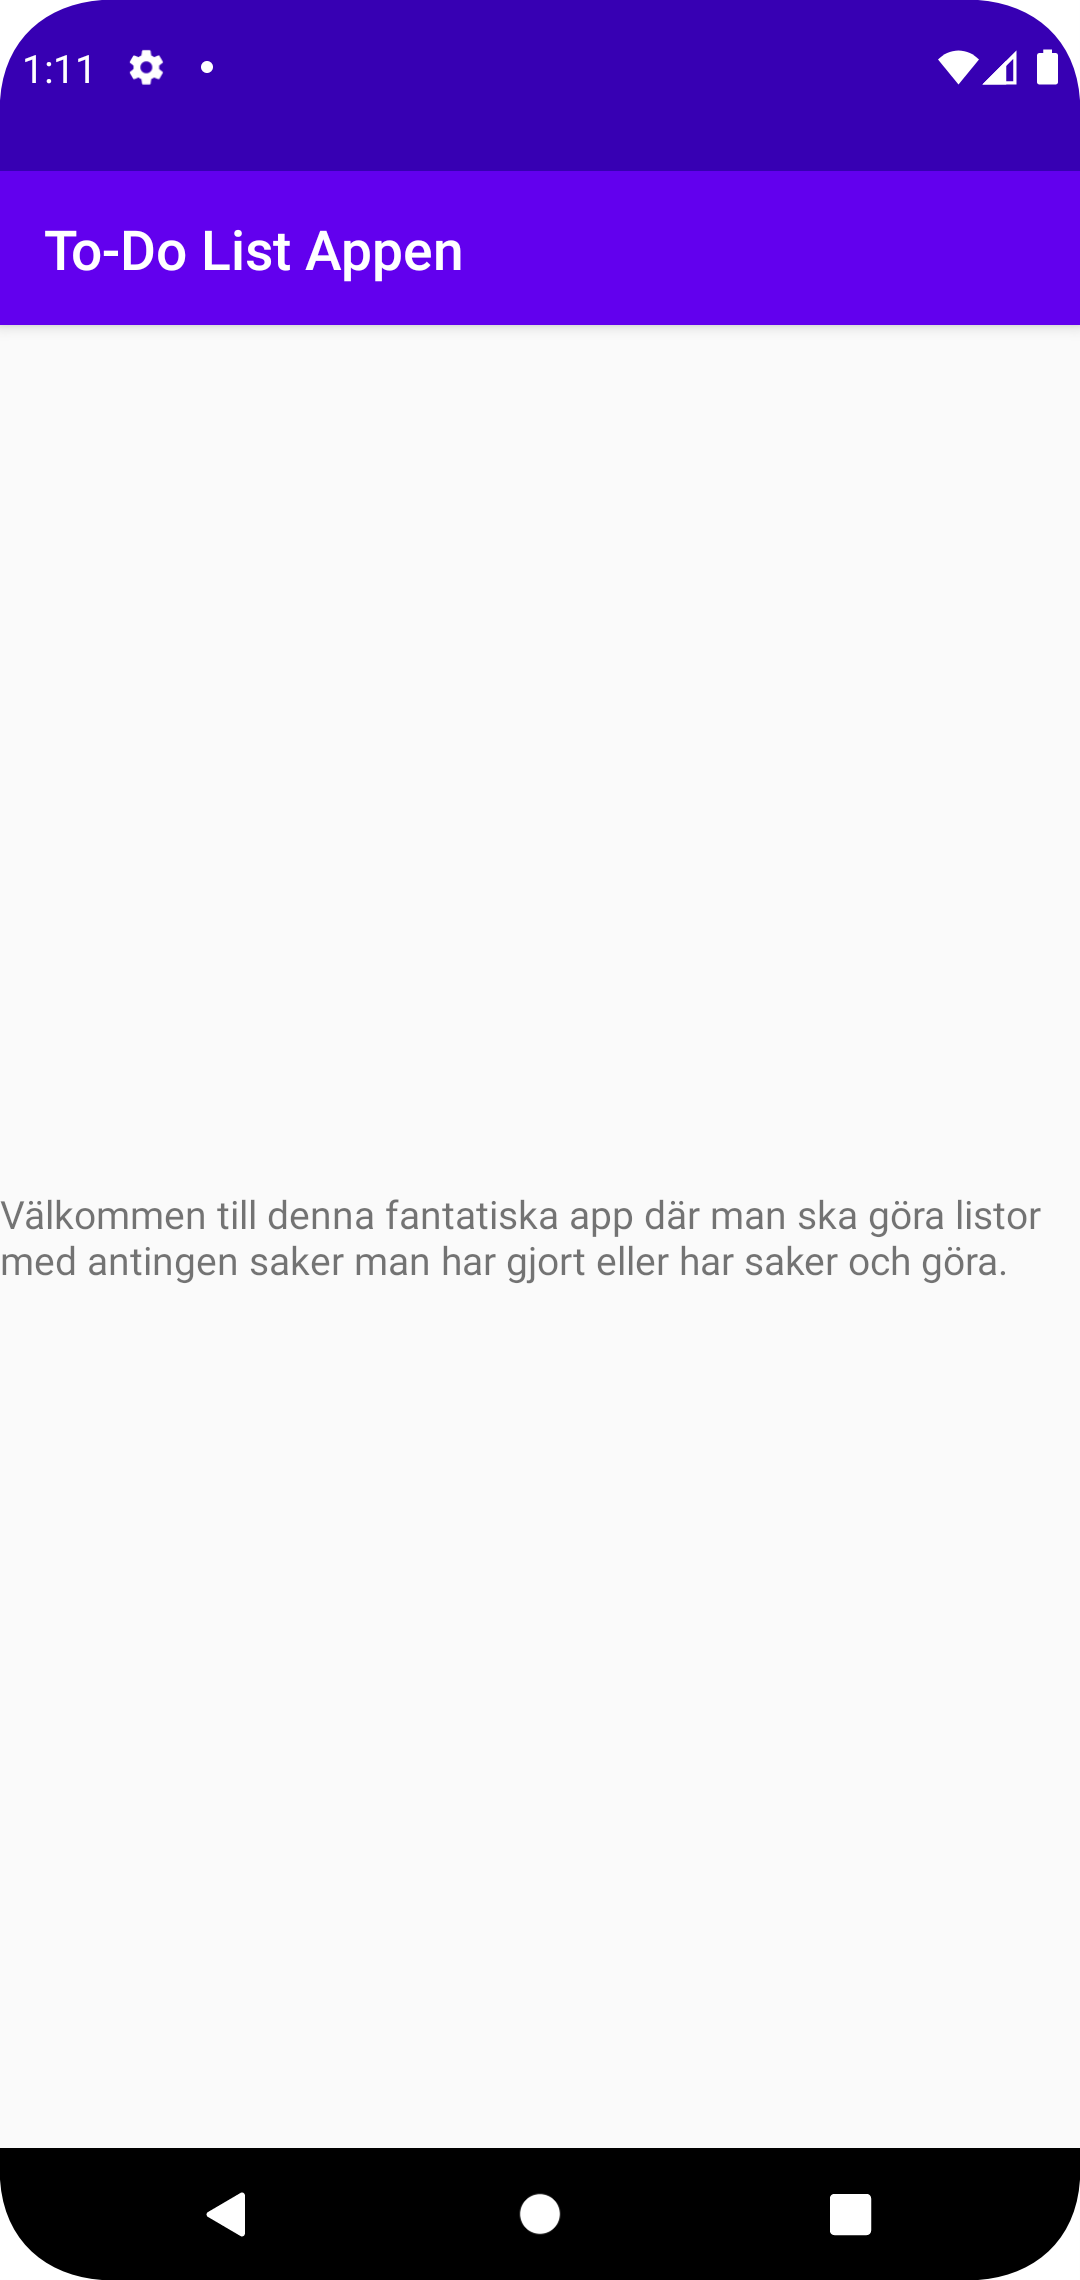 1:11
To-Do List Appen
Välkommen till denna fantatiska app där man ska göra listor
med antingen saker man har gjort eller har saker och göra.